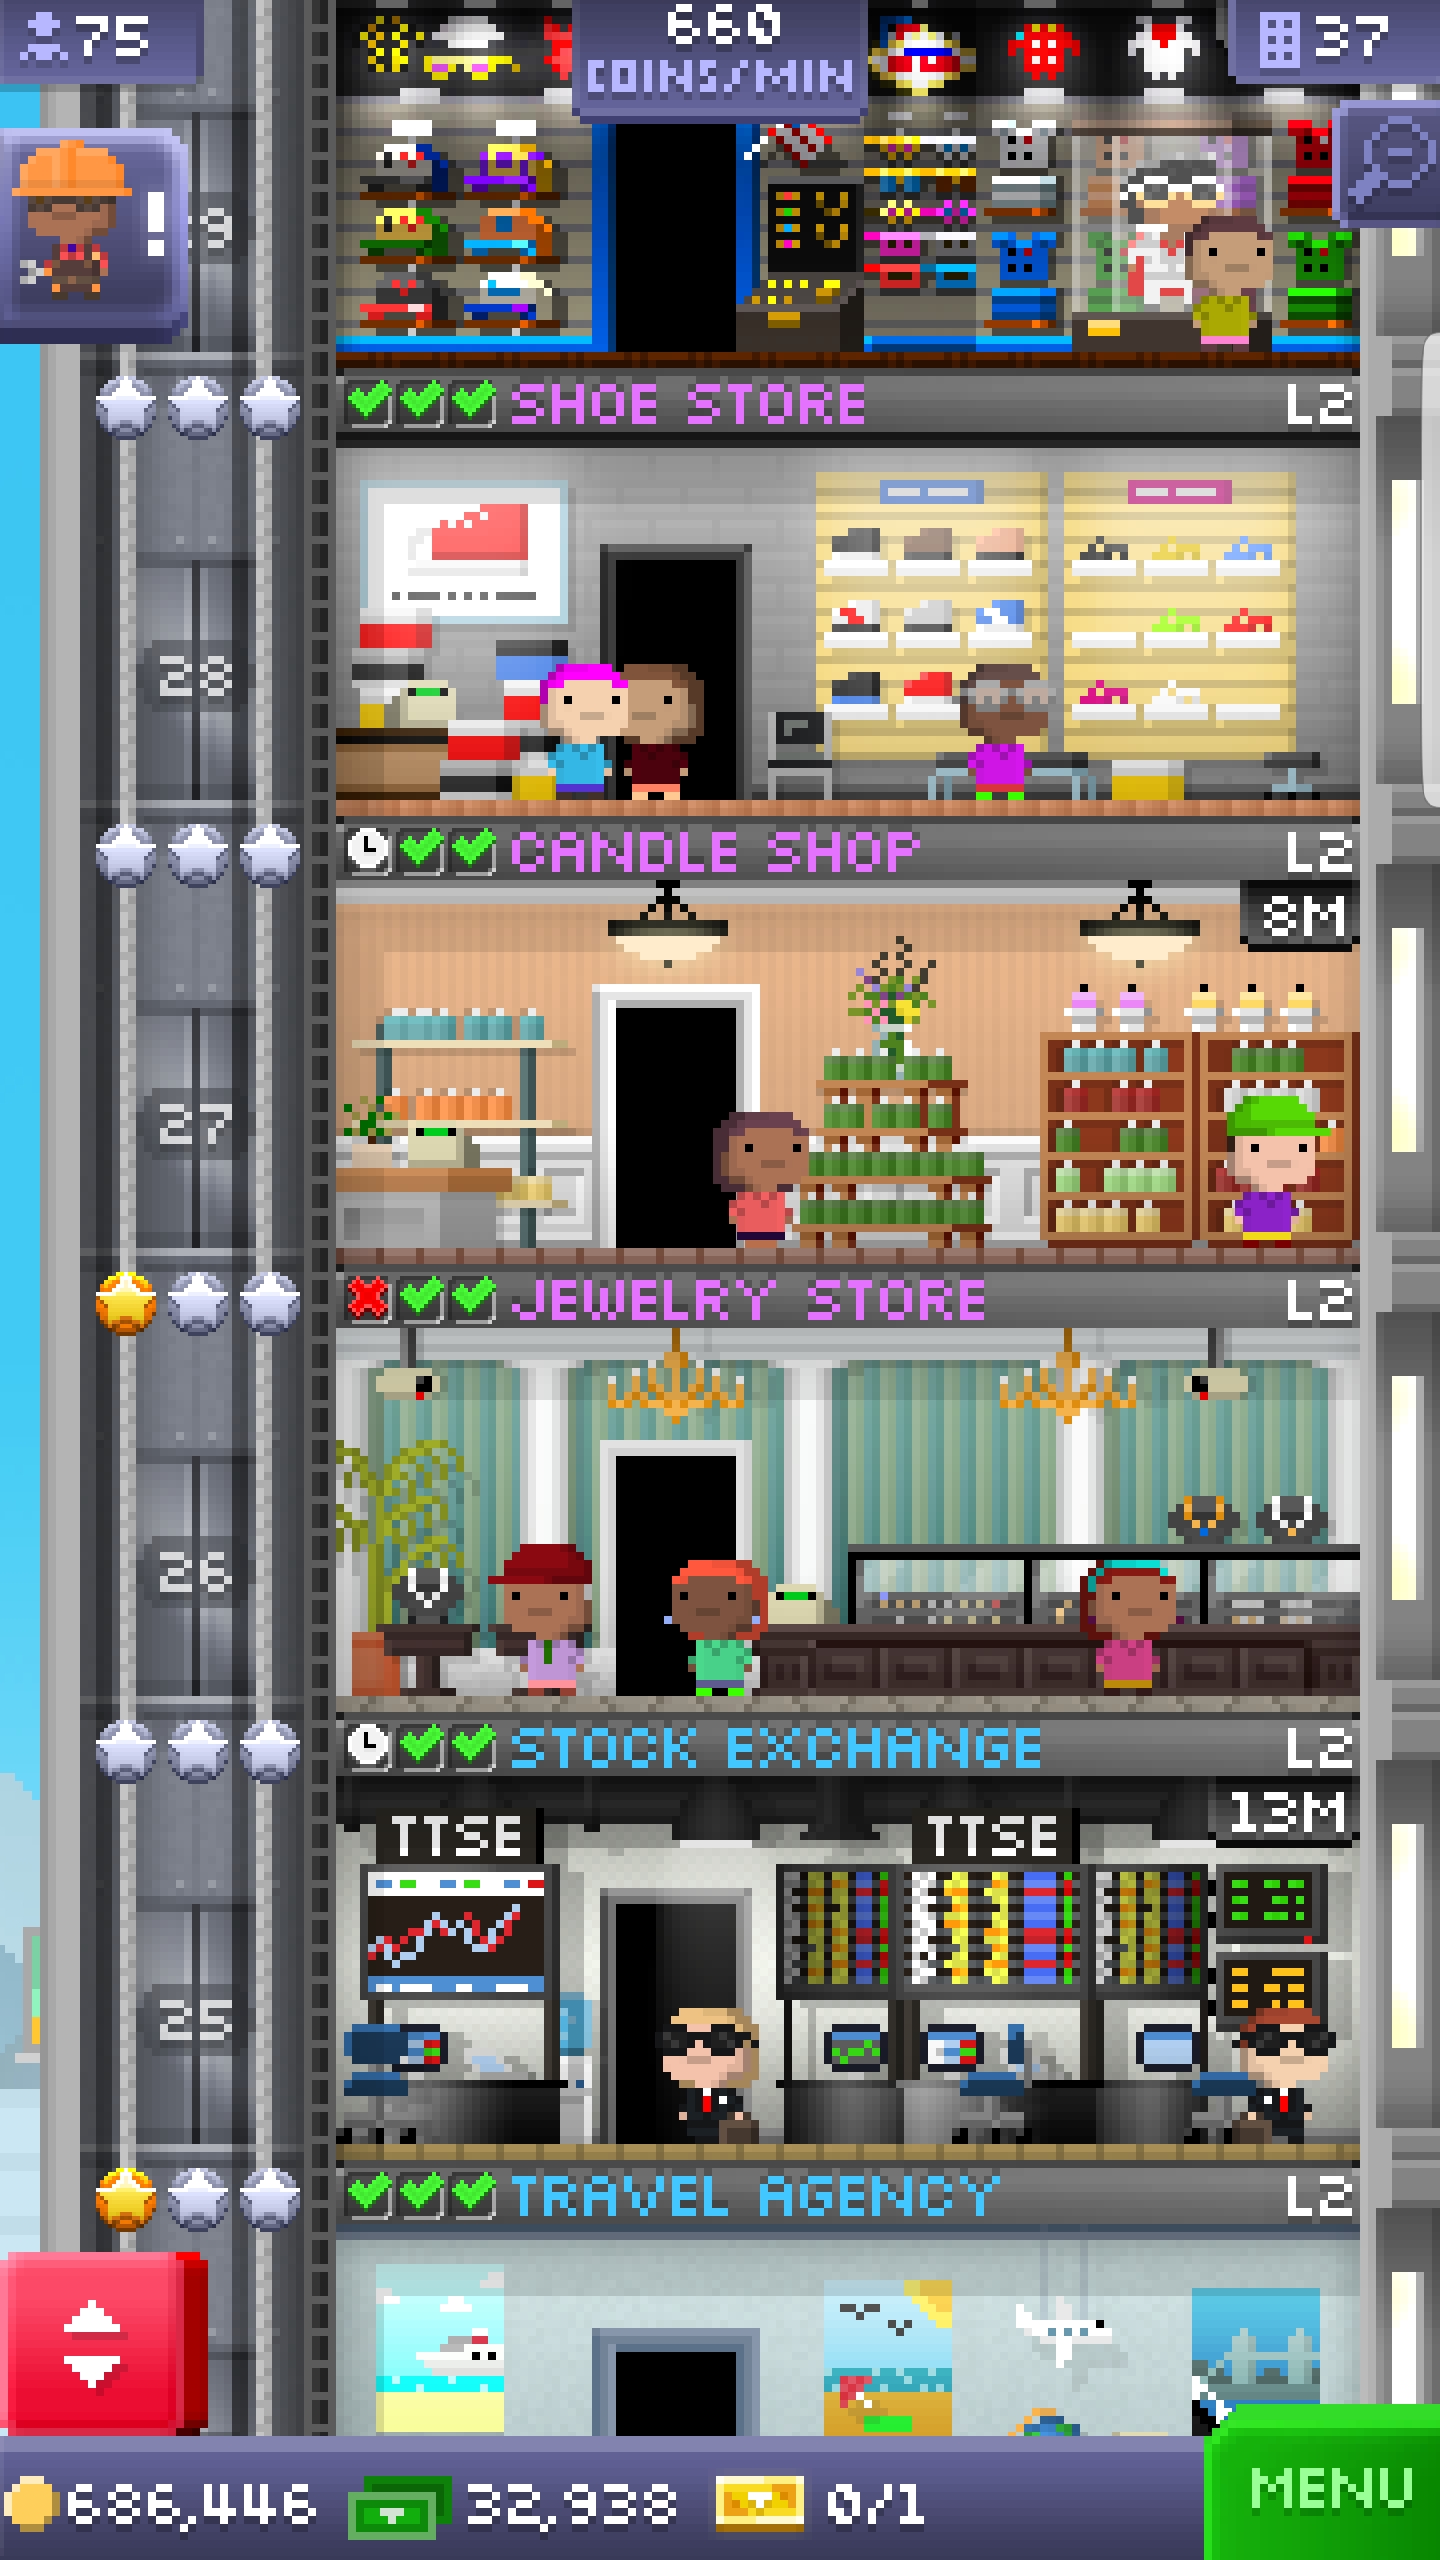 75
660
COINS/MIN
37
!
SHOE STORE L2
28
CANDLE SHOP L2
8M
27
JEWELRY STORE L2
26
STOCK EXCHANGE L2
13M
TTSE TTSE
25
TRAVEL AGENCY L2
686,446 32,938 0/1
MENU